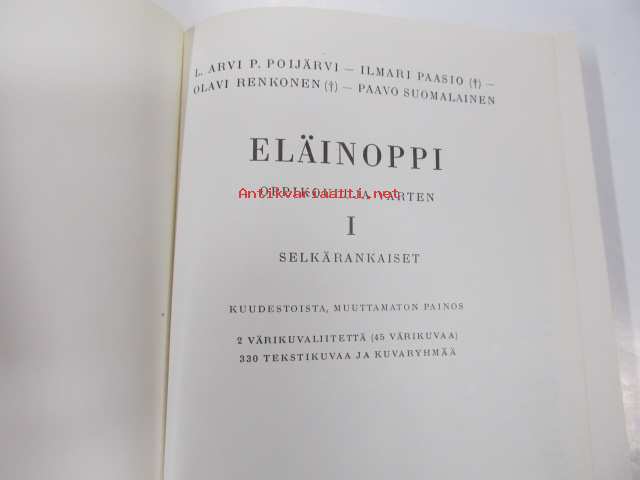 L. ARVI P. POIJÄRVI – ILMARI PAASIO (†) –
OLAVI RENKONEN (†) – PAAVO SUOMALAINEN
ELÄINOPPI
VARTEN
Antikvariaatti.net
I
SELKÄRANKAISET
KUUDESTOISTA, MUUTTAMATON PAINOS
2 VÄRIKUVALIITETTÄ (45 VÄRIKUVAA)
330 TEKSTIKUVAA JA KUVARYHMÄÄ